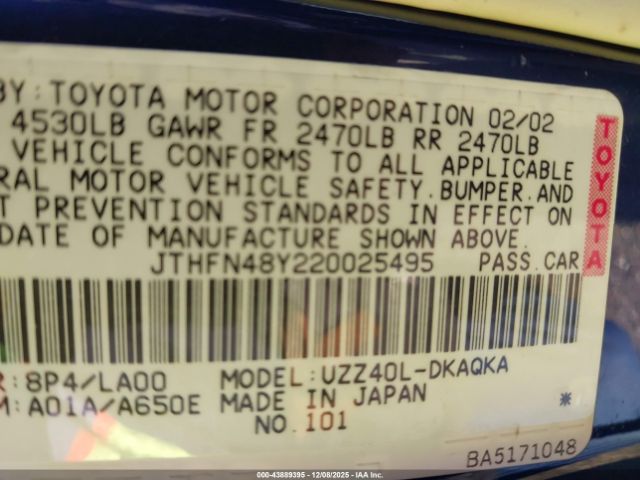 BY: TOYOTA MOTOR CORPORATION 02/02
4530LB GAWR FR 2470LB RR 2470LB
VEHICLE CONFORMS TO ALL APPLICABLE
RAL MOTOR VEHICLE SAFETY, BUMPER, AND
T PREVENTION STANDARDS IN EFFECT ON
DATE OF MANUFACTURE SHOWN ABOVE.
JTHFN48Y220025495 PASS. CAR
TOYOTA
R: 8P4/LA00 MODEL: UZZ40L-DKAQKA
M: A01A/A650E MADE IN JAPAN *
NO. 101
BA5171048
000-43889395 - 12/08/2025 - IAAHOLDINGS, LLC